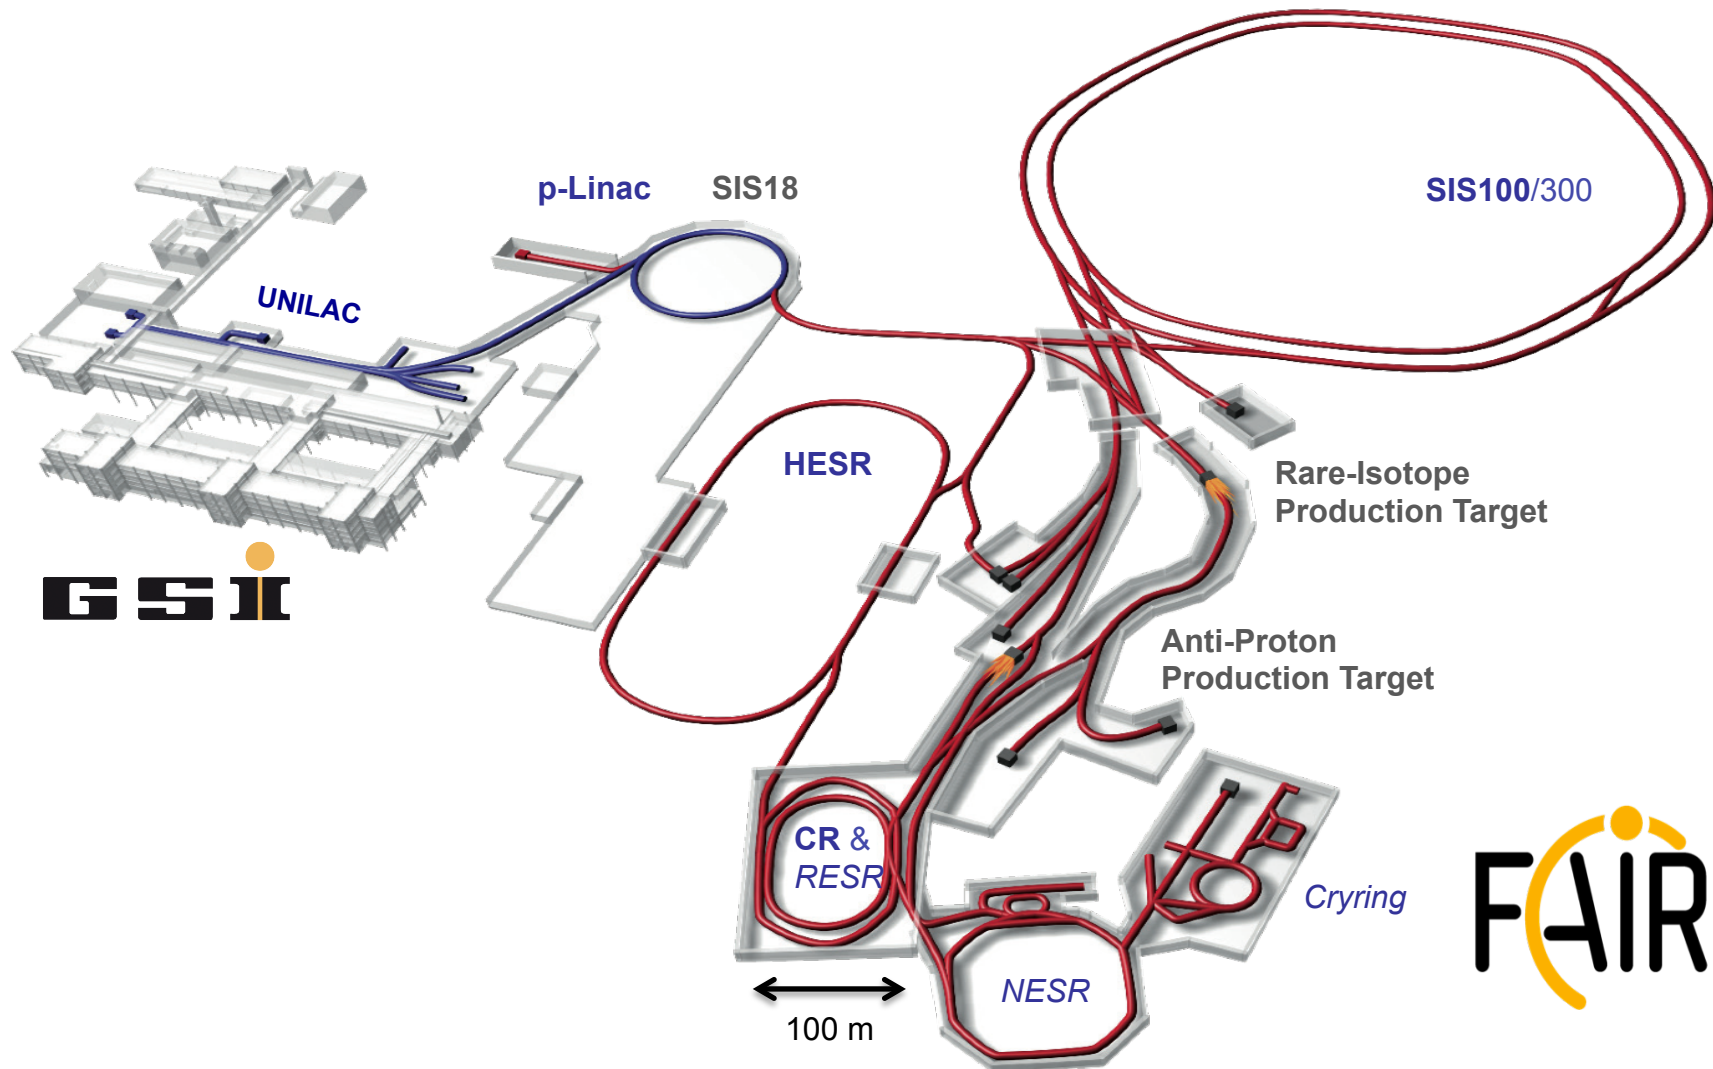 p-Linac
SIS18
SIS100/300
UNILAC
HESR
Rare-Isotope
Production Target
GSI
Anti-Proton
Production Target
CR &
RESR
Cryring
FAIR
NESR
100 m